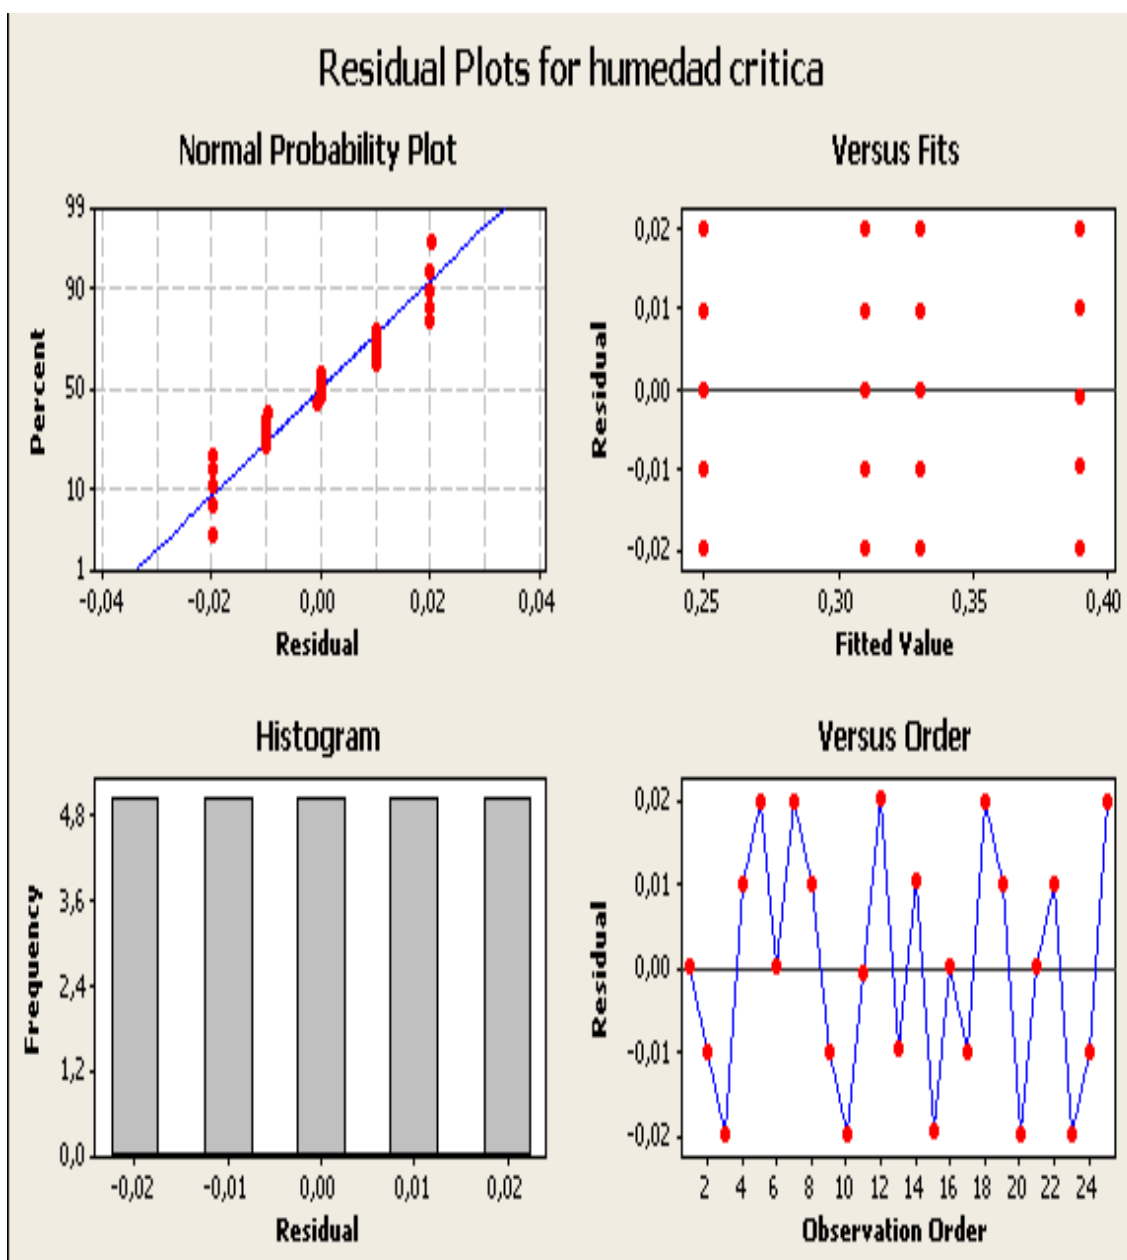 Residual Plots for humedad critica
Normal Probability Plot
99
90
50
10
1
Percent
-0,04
-0,02
0,00
0,02
0,04
Residual
Versus Fits
0,02
0,01
0,00
-0,01
-0,02
Residual
0,25
0,30
0,35
0,40
Fitted Value
Histogram
4,8
3,6
2,4
1,2
0,0
Frequency
-0,02
-0,01
0,00
0,01
0,02
Residual
Versus Order
0,02
0,01
0,00
-0,01
-0,02
Residual
2 4 6 8 10 12 14 16 18 20 22 24
Observation Order